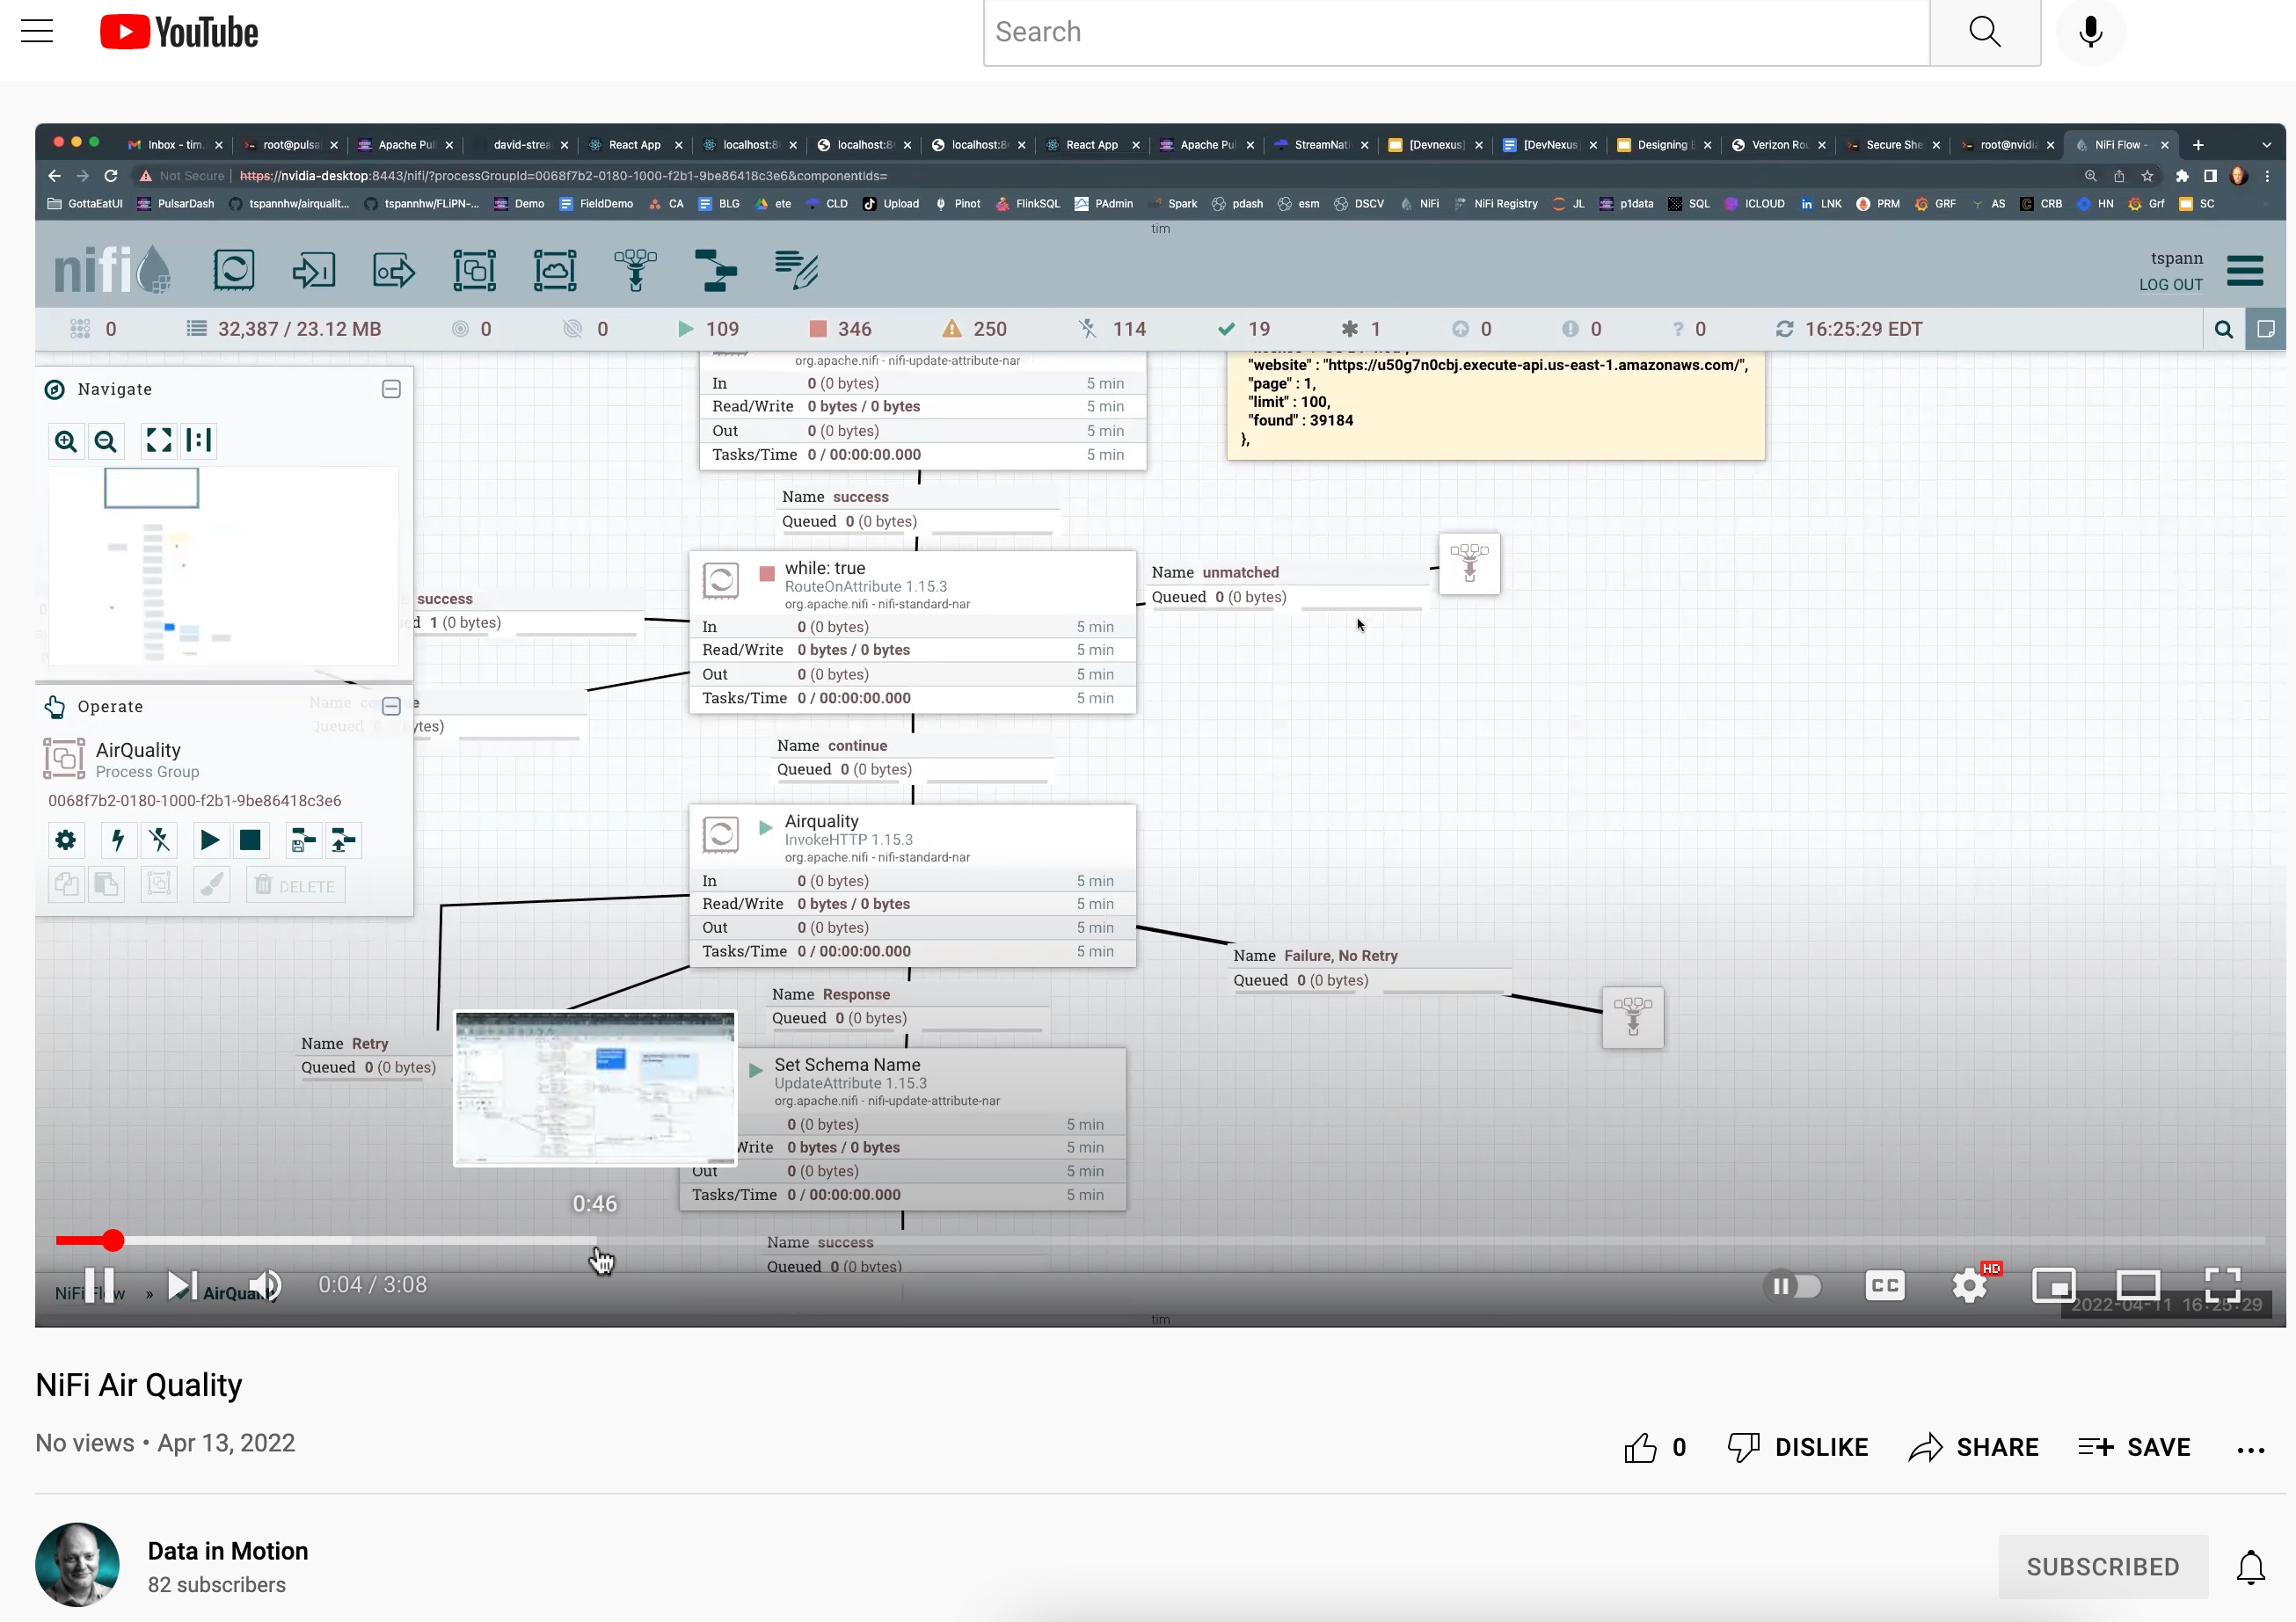 YouTube
Search
Inbox - tim.
root@pulsa
Apache Pul
david-strea
React App
localhost:8
localhost:8
localhost:8
React App
Apache Pul
StreamNati
[Devnexus]
[DevNexus
Designing E
Verizon Rou
Secure She
root@nvidia
NiFi Flow -
Not Secure
https://nvidia-desktop:8443/nifi/?processGroupId=0068f7b2-0180-1000-f2b1-9be86418c3e6&componentIds=
GottaEatUI
PulsarDash
tspannhw/airqualit...
tspannhw/FLiPN-...
Demo
FieldDemo
CA
BLG
ete
CLD
Upload
Pinot
FlinkSQL
PAdmin
Spark
pdash
esm
DSCV
NiFi
NiFi Registry
JL
p1data
SQL
ICLOUD
LNK
PRM
GRF
AS
CRB
HN
Grf
SC
tim
nifi
tspann
LOG OUT
0
32,387 / 23.12 MB
0
0
109
346
250
114
19
1
0
0
0
16:25:29 EDT
org.apache.nifi - nifi-update-attribute-nar
In 0 (0 bytes) 5 min
Read/Write 0 bytes / 0 bytes 5 min
Out 0 (0 bytes) 5 min
Tasks/Time 0 / 00:00:00.000 5 min
"website" : "https://u50g7n0cbj.execute-api.us-east-1.amazonaws.com/",
"page" : 1,
"limit" : 100,
"found" : 39184
},
Navigate
Name success
Queued 0 (0 bytes)
while: true
RouteOnAttribute 1.15.3
org.apache.nifi - nifi-standard-nar
In 0 (0 bytes) 5 min
Read/Write 0 bytes / 0 bytes 5 min
Out 0 (0 bytes) 5 min
Tasks/Time 0 / 00:00:00.000 5 min
Name unmatched
Queued 0 (0 bytes)
success
1 (0 bytes)
Operate
AirQuality
Process Group
0068f7b2-0180-1000-f2b1-9be86418c3e6
DELETE
Name continue
Queued 0 (0 bytes)
Airquality
InvokeHTTP 1.15.3
org.apache.nifi - nifi-standard-nar
In 0 (0 bytes) 5 min
Read/Write 0 bytes / 0 bytes 5 min
Out 0 (0 bytes) 5 min
Tasks/Time 0 / 00:00:00.000 5 min
Name Failure, No Retry
Queued 0 (0 bytes)
Name Response
Queued 0 (0 bytes)
Name Retry
Queued 0 (0 bytes)
Set Schema Name
UpdateAttribute 1.15.3
org.apache.nifi - nifi-update-attribute-nar
0 (0 bytes) 5 min
Write 0 bytes / 0 bytes 5 min
Out 0 (0 bytes) 5 min
Tasks/Time 0 / 00:00:00.000 5 min
0:46
Name success
Queued 0 (0 bytes)
NiFi Flow » AirQuality
0:04 / 3:08
CC
HD
2022-04-11 16:25:29
tim
NiFi Air Quality
No views • Apr 13, 2022
0
DISLIKE
SHARE
SAVE
Data in Motion
82 subscribers
SUBSCRIBED